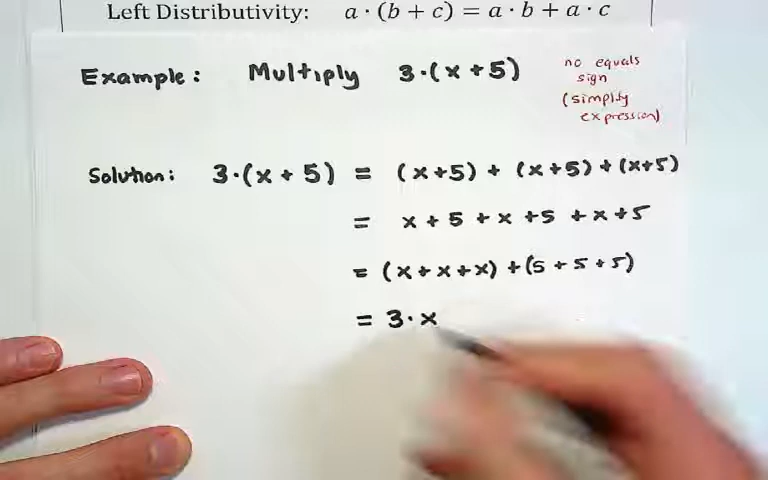 Left Distributivity: a · (b + c) = a · b + a · c
Example: Multiply 3·(x+5)
no equals
sign
(simplify
expression)
Solution: 3·(x + 5) = (x+5) + (x+5) + (x+5)
= x + 5 + x + 5 + x + 5
= (x + x + x) + (5 + 5 + 5)
= 3·x